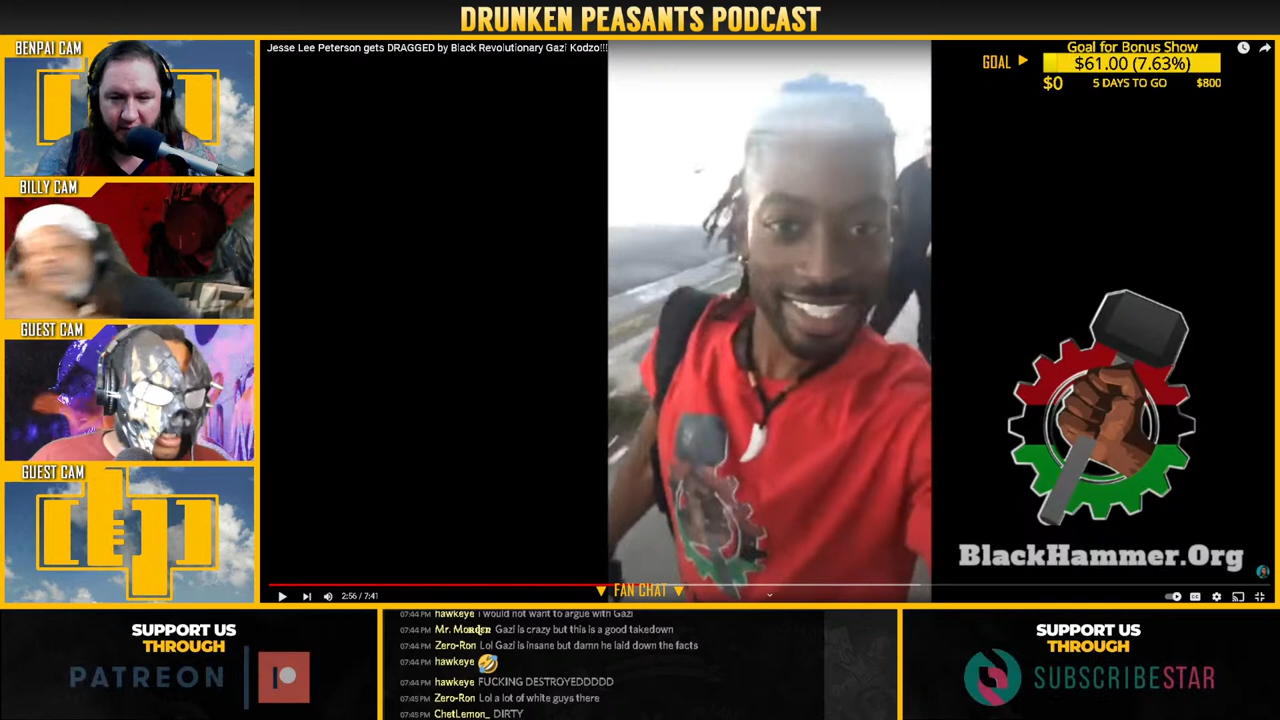 DRUNKEN PEASANTS PODCAST
BENPAI CAM
BILLY CAM
GUEST CAM
GUEST CAM
Jesse Lee Peterson gets DRAGGED by Black Revolutionary Gazi Kodzo!!!
Goal for Bonus Show
GOAL
$61.00 (7.63%)
$0 5 DAYS TO GO $800
BlackHammer.Org
2:56 / 7:41
FAN CHAT
SUPPORT US
THROUGH
PATREON
07:44 PM hawkeye i would not want to argue with Gazi
07:44 PM Mr. Gazi is crazy but this is a good takedown
07:44 PM Zero-Ron Lol Gazi is insane but damn he laid down the facts
07:44 PM hawkeye 🤣
07:44 PM hawkeye FUCKING DESTROYEDDDDD
07:45 PM Zero-Ron Lol a lot of white guys there
07:45 PM ChetLemon_ DIRTY
SUPPORT US
THROUGH
SUBSCRIBESTAR